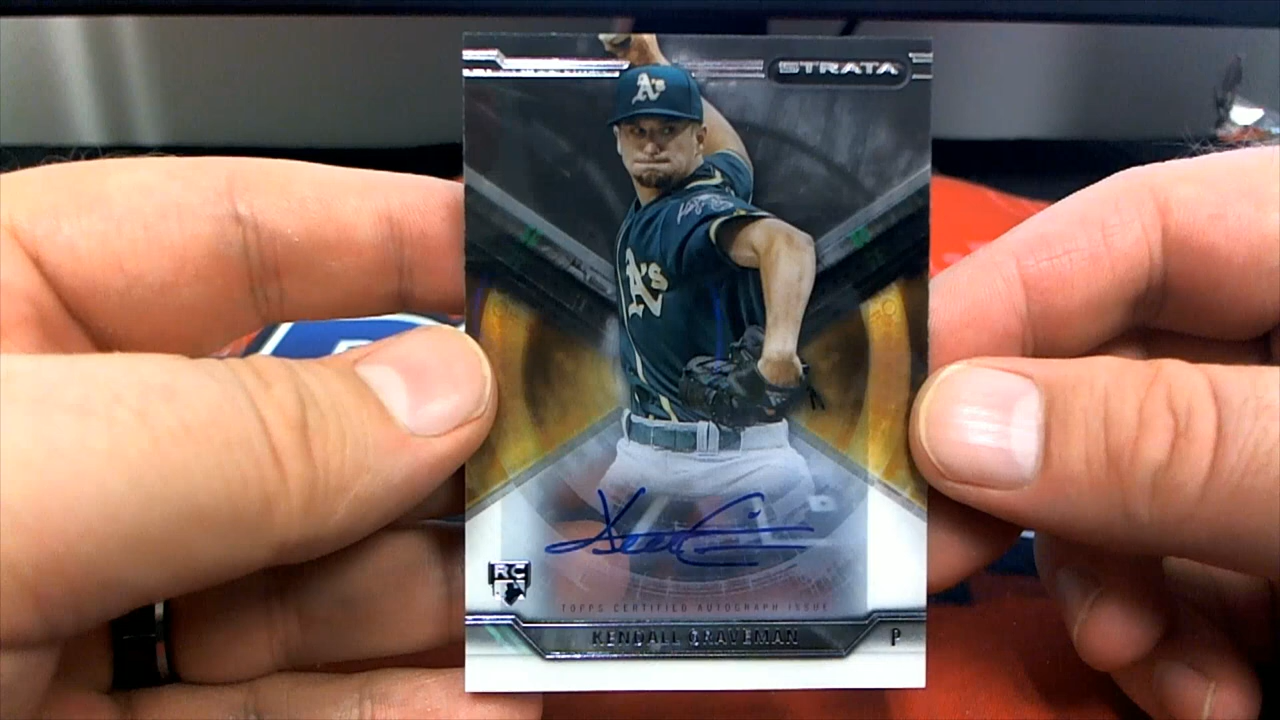 STRATA
A's
A's
RC
TOPPS CERTIFIED AUTOGRAPH ISSUE
KENDALL GRAVEMAN P